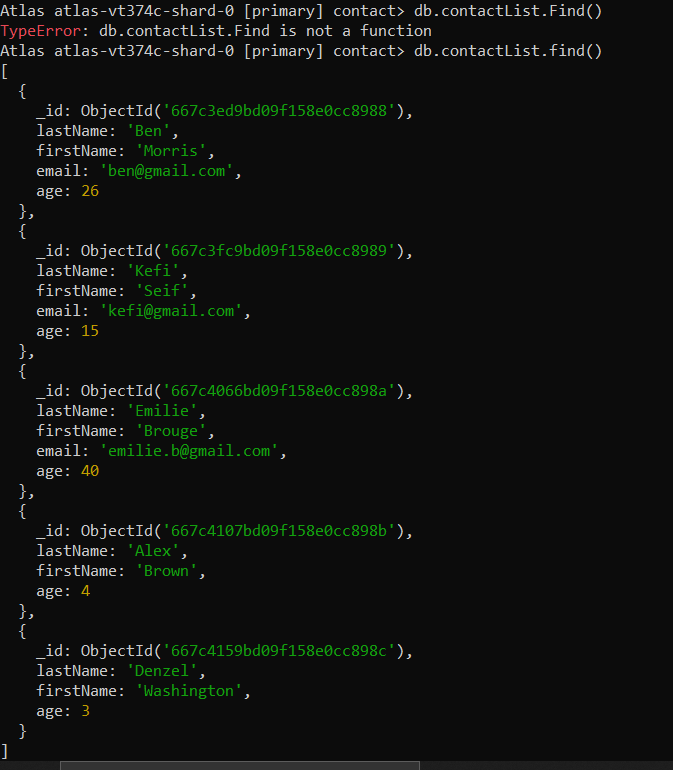 Atlas atlas-vt374c-shard-0 [primary] contact> db.contactList.Find()
TypeError: db.contactList.Find is not a function
Atlas atlas-vt374c-shard-0 [primary] contact> db.contactList.find()
[
  {
    _id: ObjectId('667c3ed9bd09f158e0cc8988'),
    lastName: 'Ben',
    firstName: 'Morris',
    email: 'ben@gmail.com',
    age: 26
  },
  {
    _id: ObjectId('667c3fc9bd09f158e0cc8989'),
    lastName: 'Kefi',
    firstName: 'Seif',
    email: 'kefi@gmail.com',
    age: 15
  },
  {
    _id: ObjectId('667c4066bd09f158e0cc898a'),
    lastName: 'Emilie',
    firstName: 'Brouge',
    email: 'emilie.b@gmail.com',
    age: 40
  },
  {
    _id: ObjectId('667c4107bd09f158e0cc898b'),
    lastName: 'Alex',
    firstName: 'Brown',
    age: 4
  },
  {
    _id: ObjectId('667c4159bd09f158e0cc898c'),
    lastName: 'Denzel',
    firstName: 'Washington',
    age: 3
  }
]